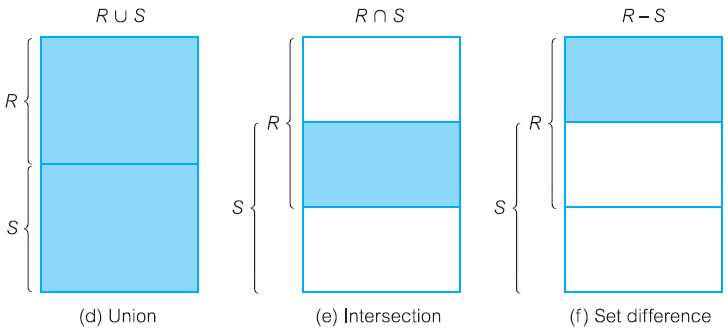 R ∪ S
R
S
(d) Union
R ∩ S
R
S
(e) Intersection
R – S
R
S
(f) Set difference